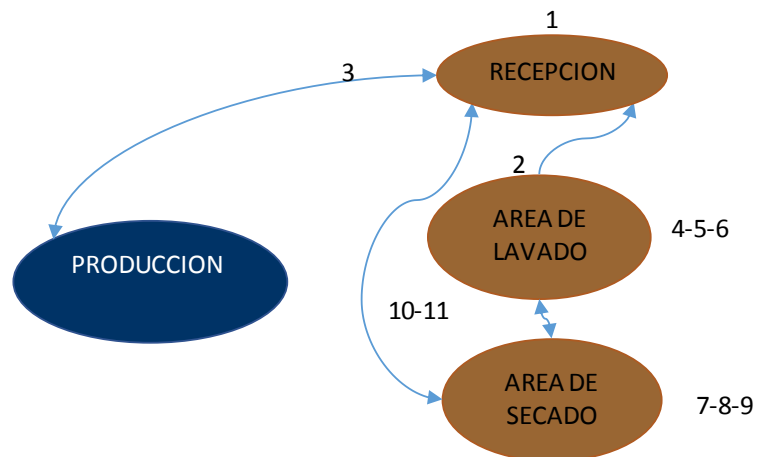 1
RECEPCION
3
2
AREA DE
LAVADO
4-5-6
PRODUCCION
10-11
AREA DE
SECADO
7-8-9